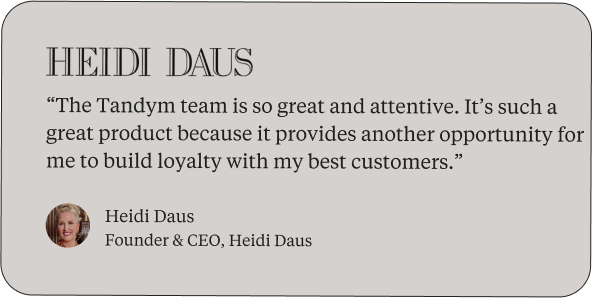 HEIDI DAUS
“The Tandym team is so great and attentive. It’s such a
great product because it provides another opportunity for
me to build loyalty with my best customers.”
Heidi Daus
Founder & CEO, Heidi Daus